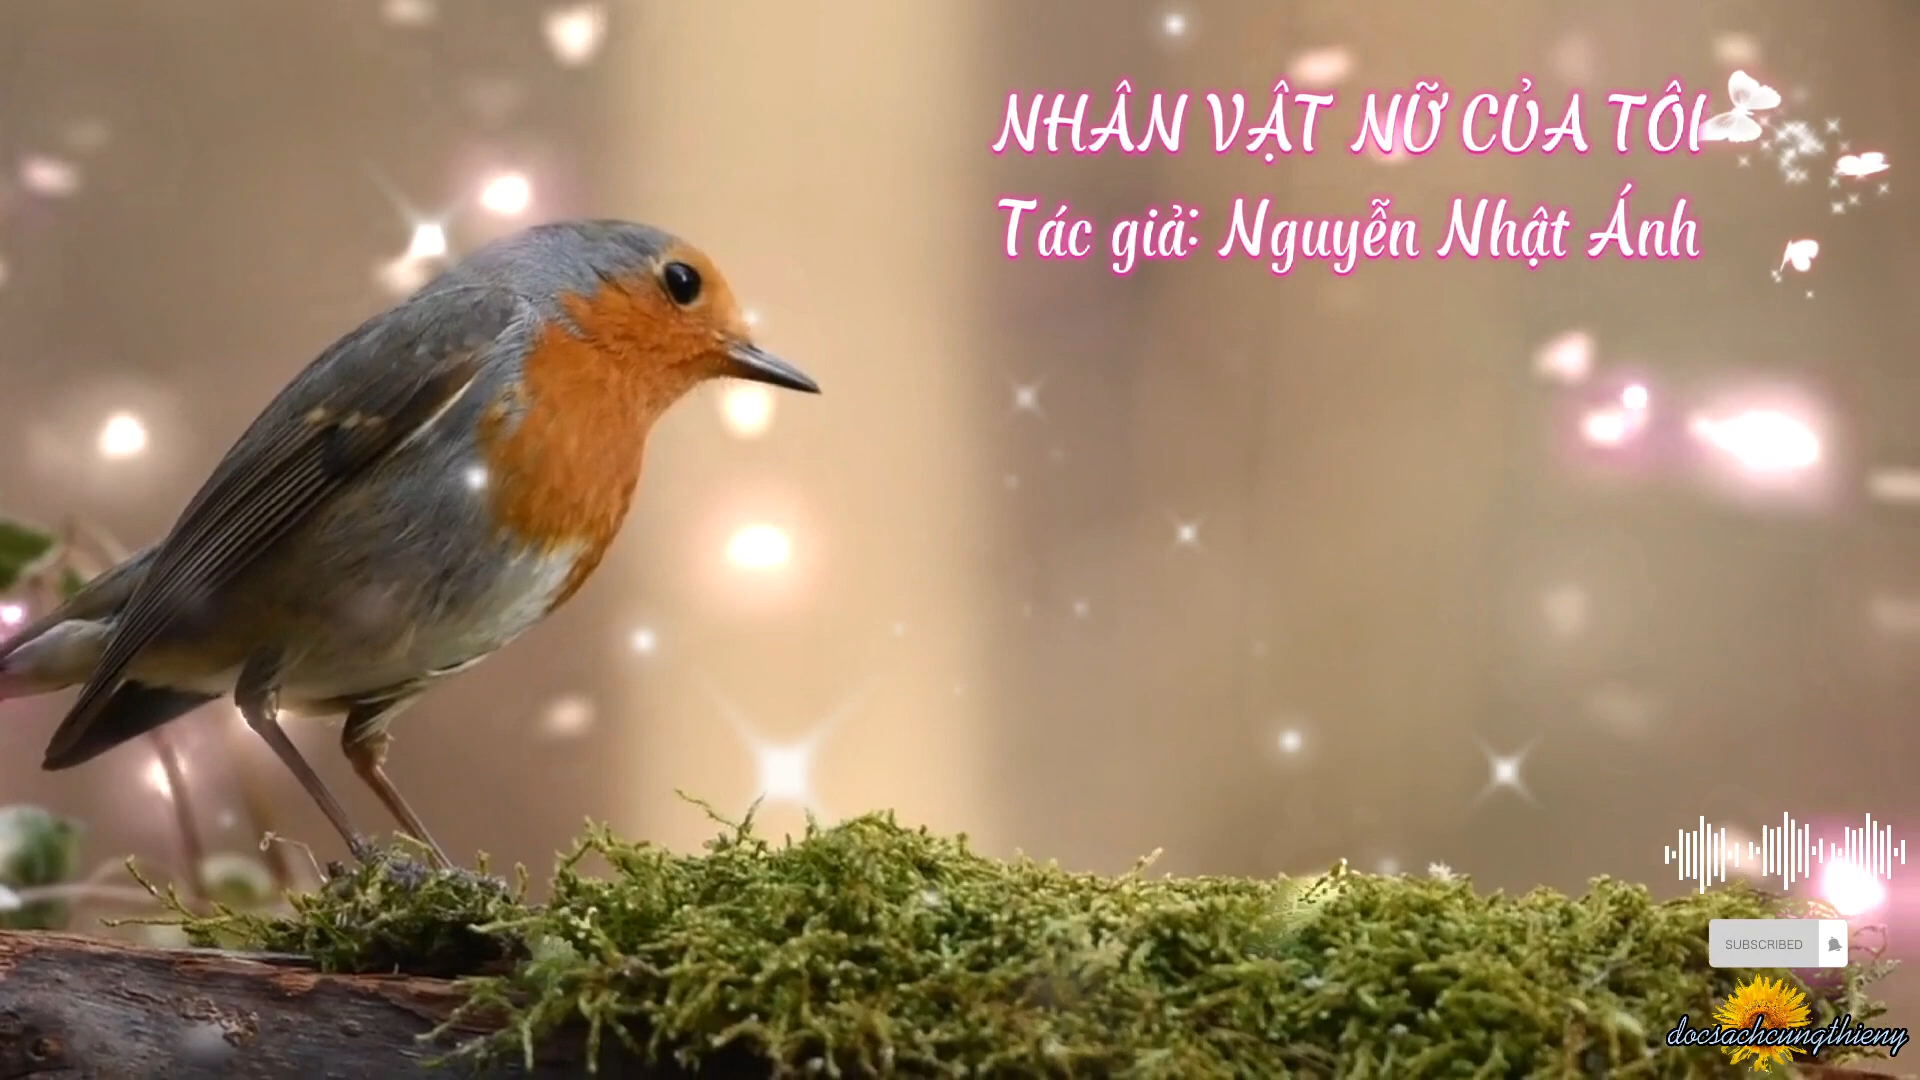 NHÂN VẬT NỮ CỦA TÔI
Tác giả: Nguyễn Nhật Ánh
SUBSCRIBED
docsachcungthieny